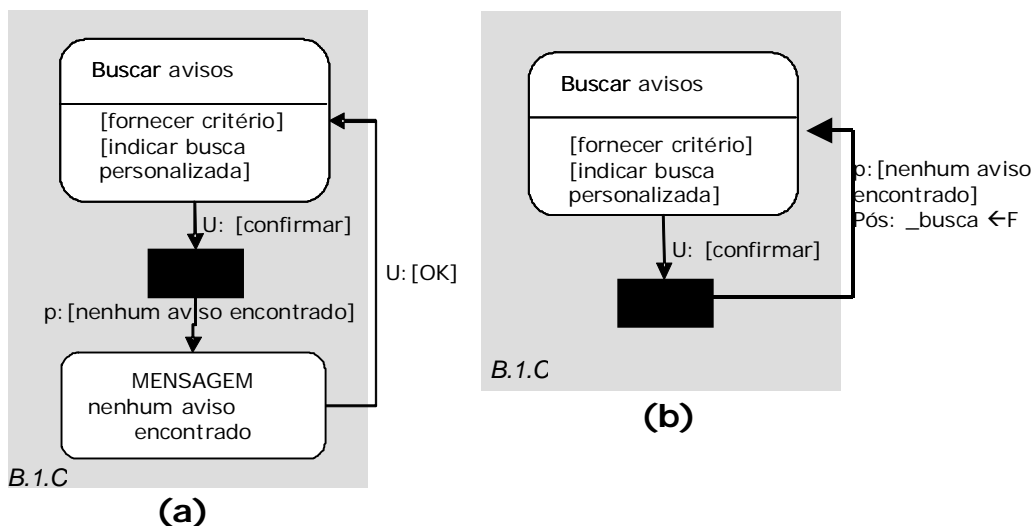 Buscar avisos
[fornecer critério]
[indicar busca
personalizada]
U: [confirmar]
U: [OK]
p: [nenhum aviso encontrado]
MENSAGEM
nenhum aviso
encontrado
B.1.C
(a)
Buscar avisos
[fornecer critério]
[indicar busca
personalizada]
U: [confirmar]
p: [nenhum aviso
encontrado]
Pós: _busca ←F
B.1.C
(b)